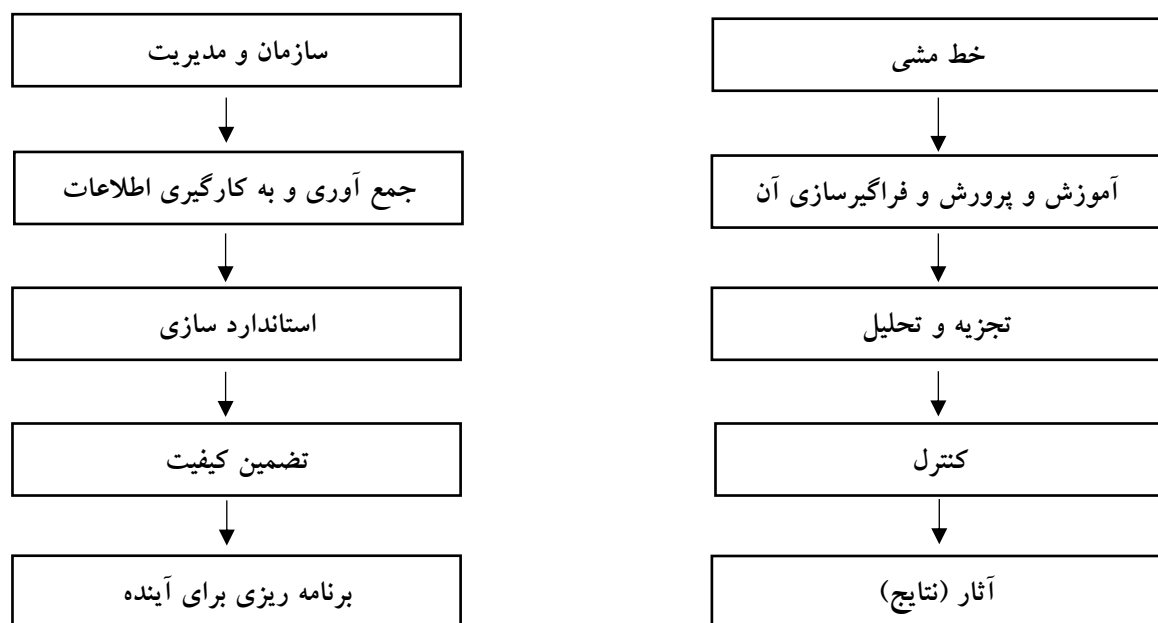 خط مشی
سازمان و مدیریت
آموزش و پرورش و فراگیرسازی آن
جمع آوری و به کارگیری اطلاعات
تجزیه و تحلیل
استاندارد سازی
کنترل
تضمین کیفیت
آثار (نتایج)
برنامه ریزی برای آینده